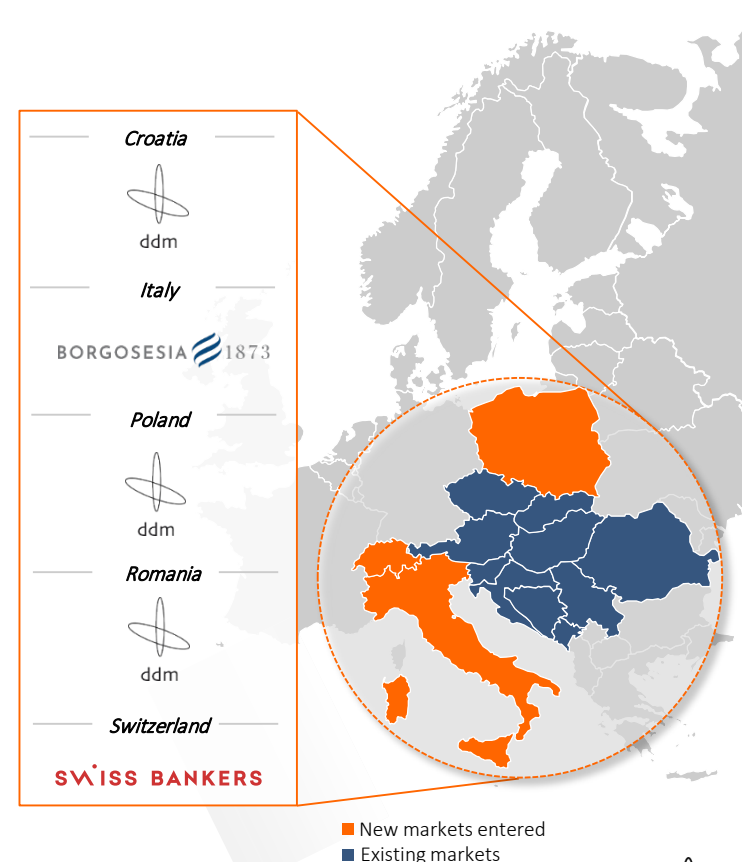 Croatia
ddm
Italy
BORGOSESIA 1873
Poland
ddm
Romania
ddm
Switzerland
SWISS BANKERS
New markets entered
Existing markets